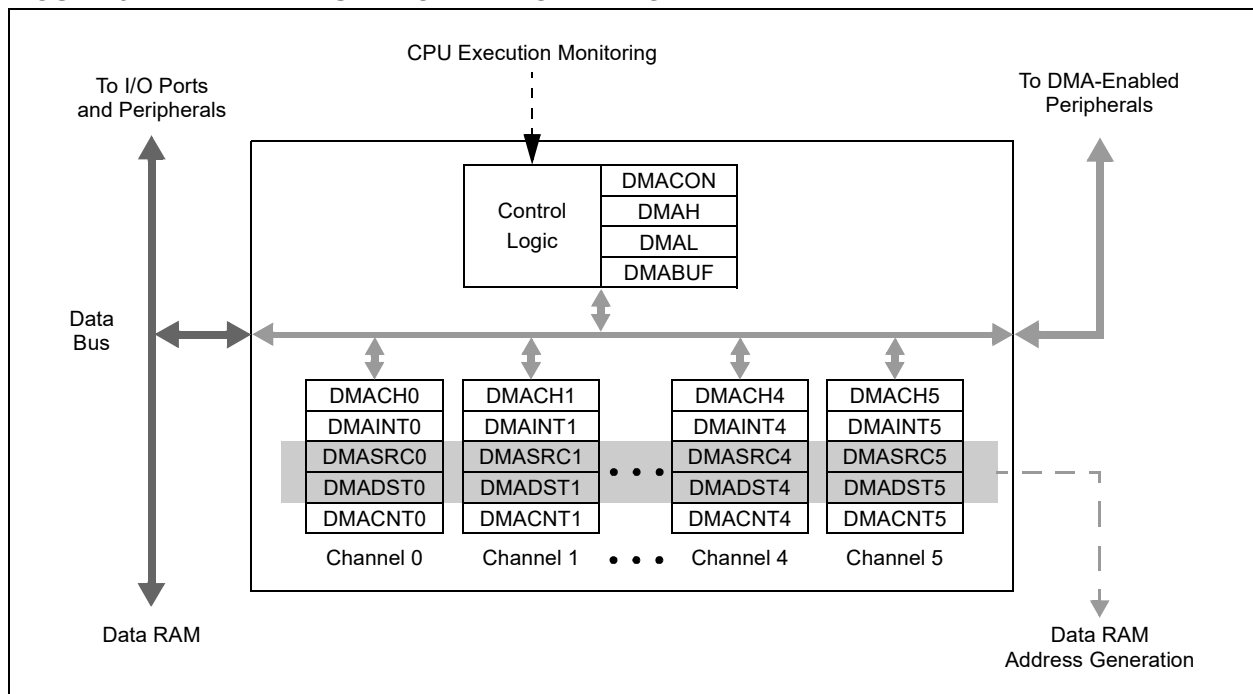 CPU Execution Monitoring
To I/O Ports
and Peripherals
To DMA-Enabled
Peripherals
Control
Logic
DMACON
DMAH
DMAL
DMABUF
Data
Bus
DMACH0
DMAINT0
DMASRC0
DMADST0
DMACNT0
Channel 0
DMACH1
DMAINT1
DMASRC1
DMADST1
DMACNT1
Channel 1
DMACH4
DMAINT4
DMASRC4
DMADST4
DMACNT4
Channel 4
DMACH5
DMAINT5
DMASRC5
DMADST5
DMACNT5
Channel 5
Data RAM
Data RAM
Address Generation